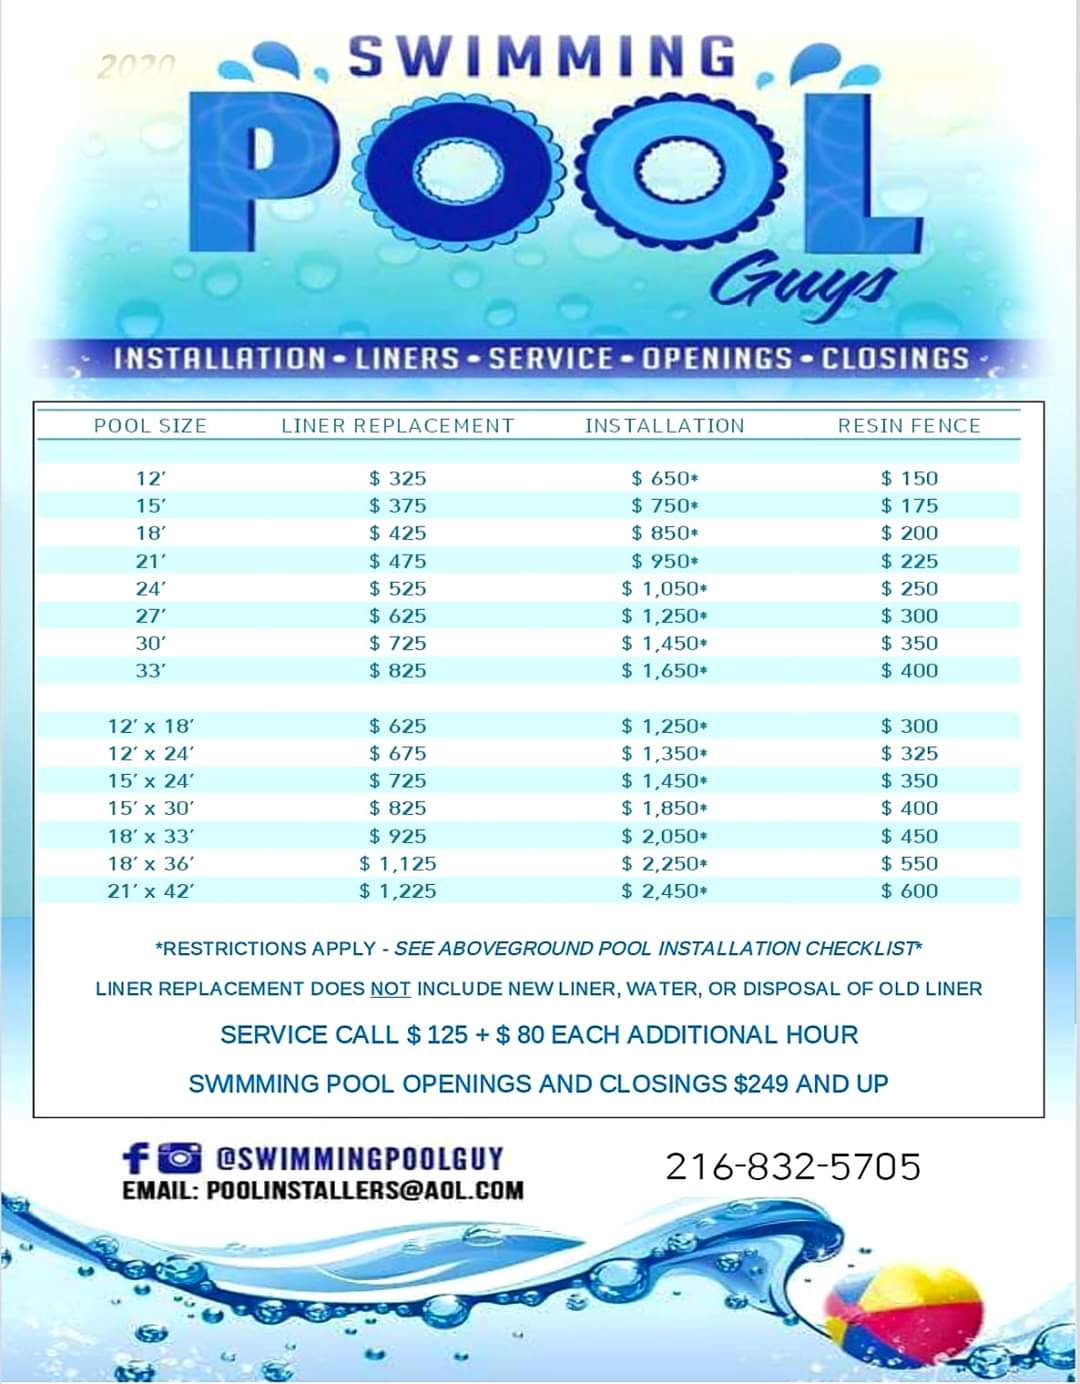 2020
SWIMMING
POOL
Guys
INSTALLATION • LINERS • SERVICE • OPENINGS • CLOSINGS
POOL SIZE LINER REPLACEMENT INSTALLATION RESIN FENCE
12′ $ 325 $ 650* $ 150
15′ $ 375 $ 750* $ 175
18′ $ 425 $ 850* $ 200
21′ $ 475 $ 950* $ 225
24′ $ 525 $ 1,050* $ 250
27′ $ 625 $ 1,250* $ 300
30′ $ 725 $ 1,450* $ 350
33′ $ 825 $ 1,650* $ 400
12′ x 18′ $ 625 $ 1,250* $ 300
12′ x 24′ $ 675 $ 1,350* $ 325
15′ x 24′ $ 725 $ 1,450* $ 350
15′ x 30′ $ 825 $ 1,850* $ 400
18′ x 33′ $ 925 $ 2,050* $ 450
18′ x 36′ $ 1,125 $ 2,250* $ 550
21′ x 42′ $ 1,225 $ 2,450* $ 600
*RESTRICTIONS APPLY - SEE ABOVEGROUND POOL INSTALLATION CHECKLIST*
LINER REPLACEMENT DOES NOT INCLUDE NEW LINER, WATER, OR DISPOSAL OF OLD LINER
SERVICE CALL $ 125 + $ 80 EACH ADDITIONAL HOUR
SWIMMING POOL OPENINGS AND CLOSINGS $249 AND UP
@SWIMMINGPOOLGUY
EMAIL: POOLINSTALLERS@AOL.COM
216-832-5705